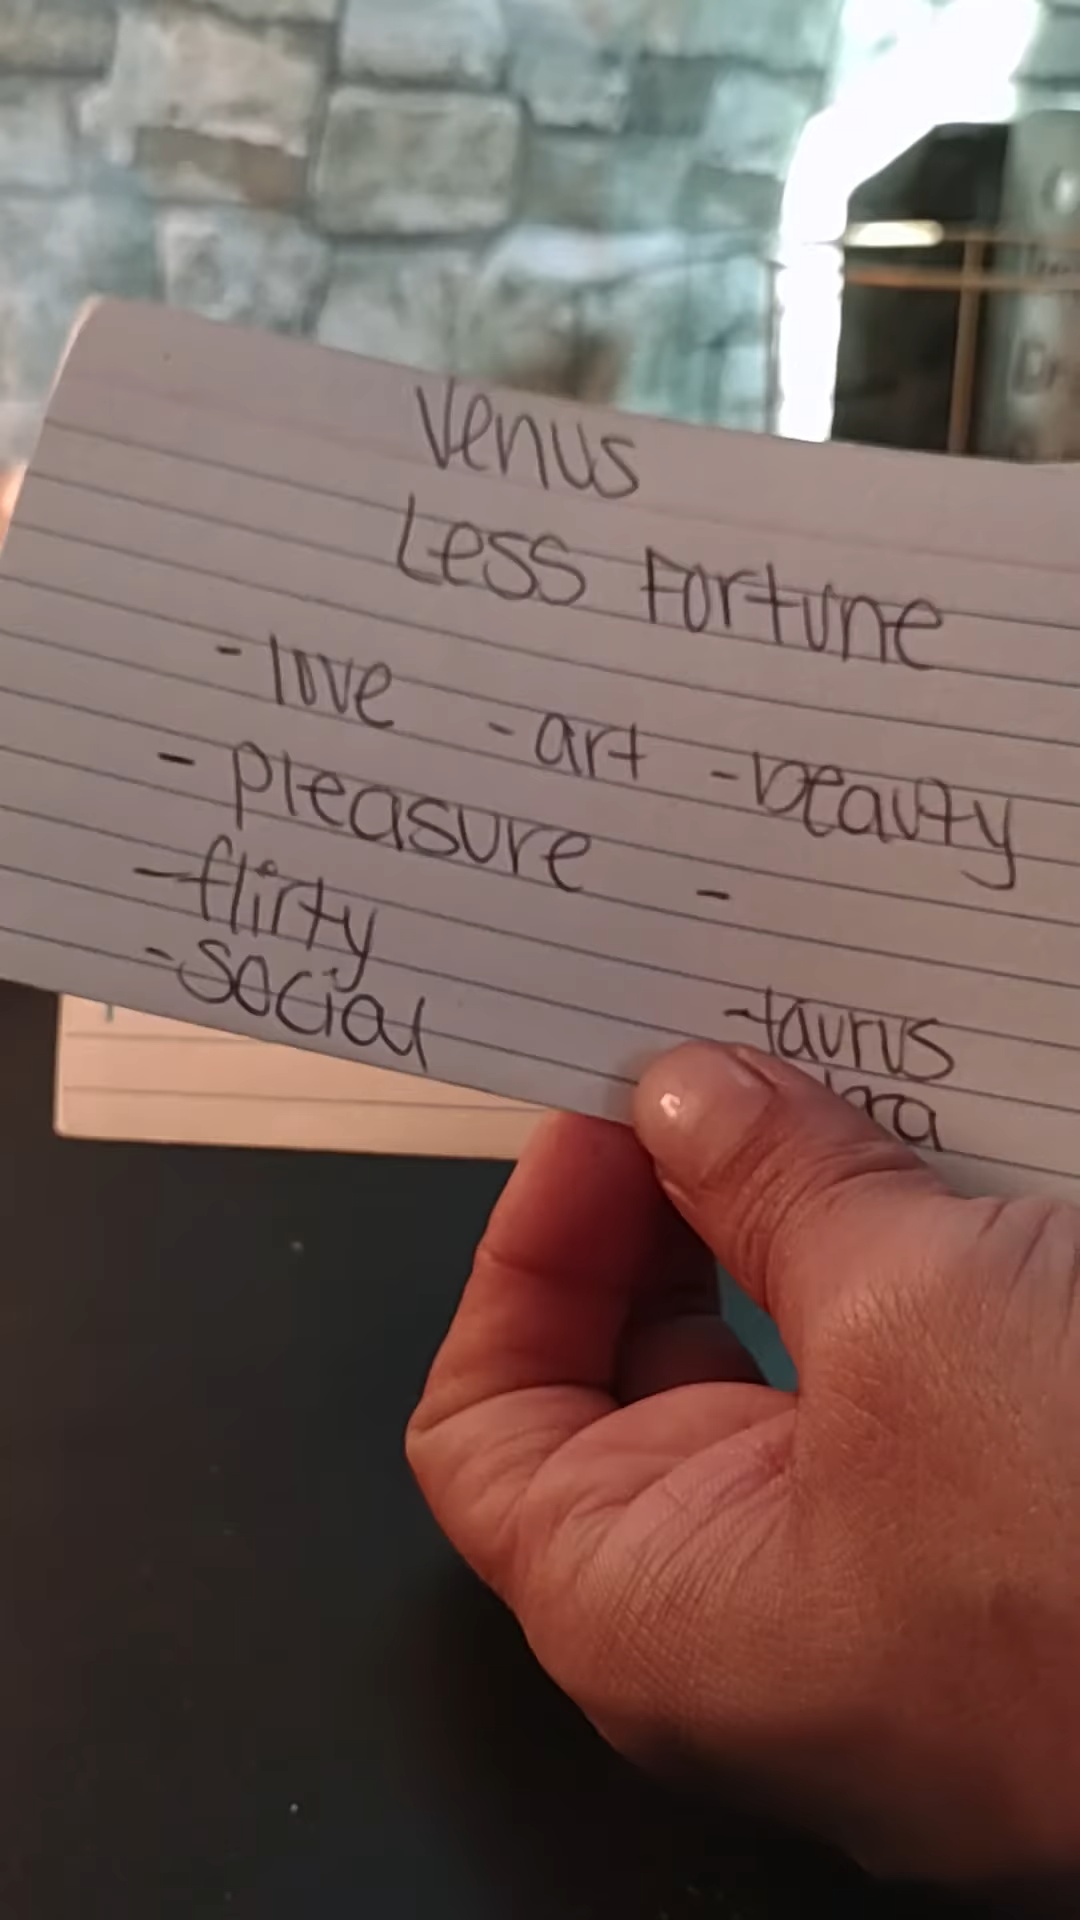 Venus
Less Fortune
- love - art - beauty
- pleasure -
- flirty
- social
- taurus